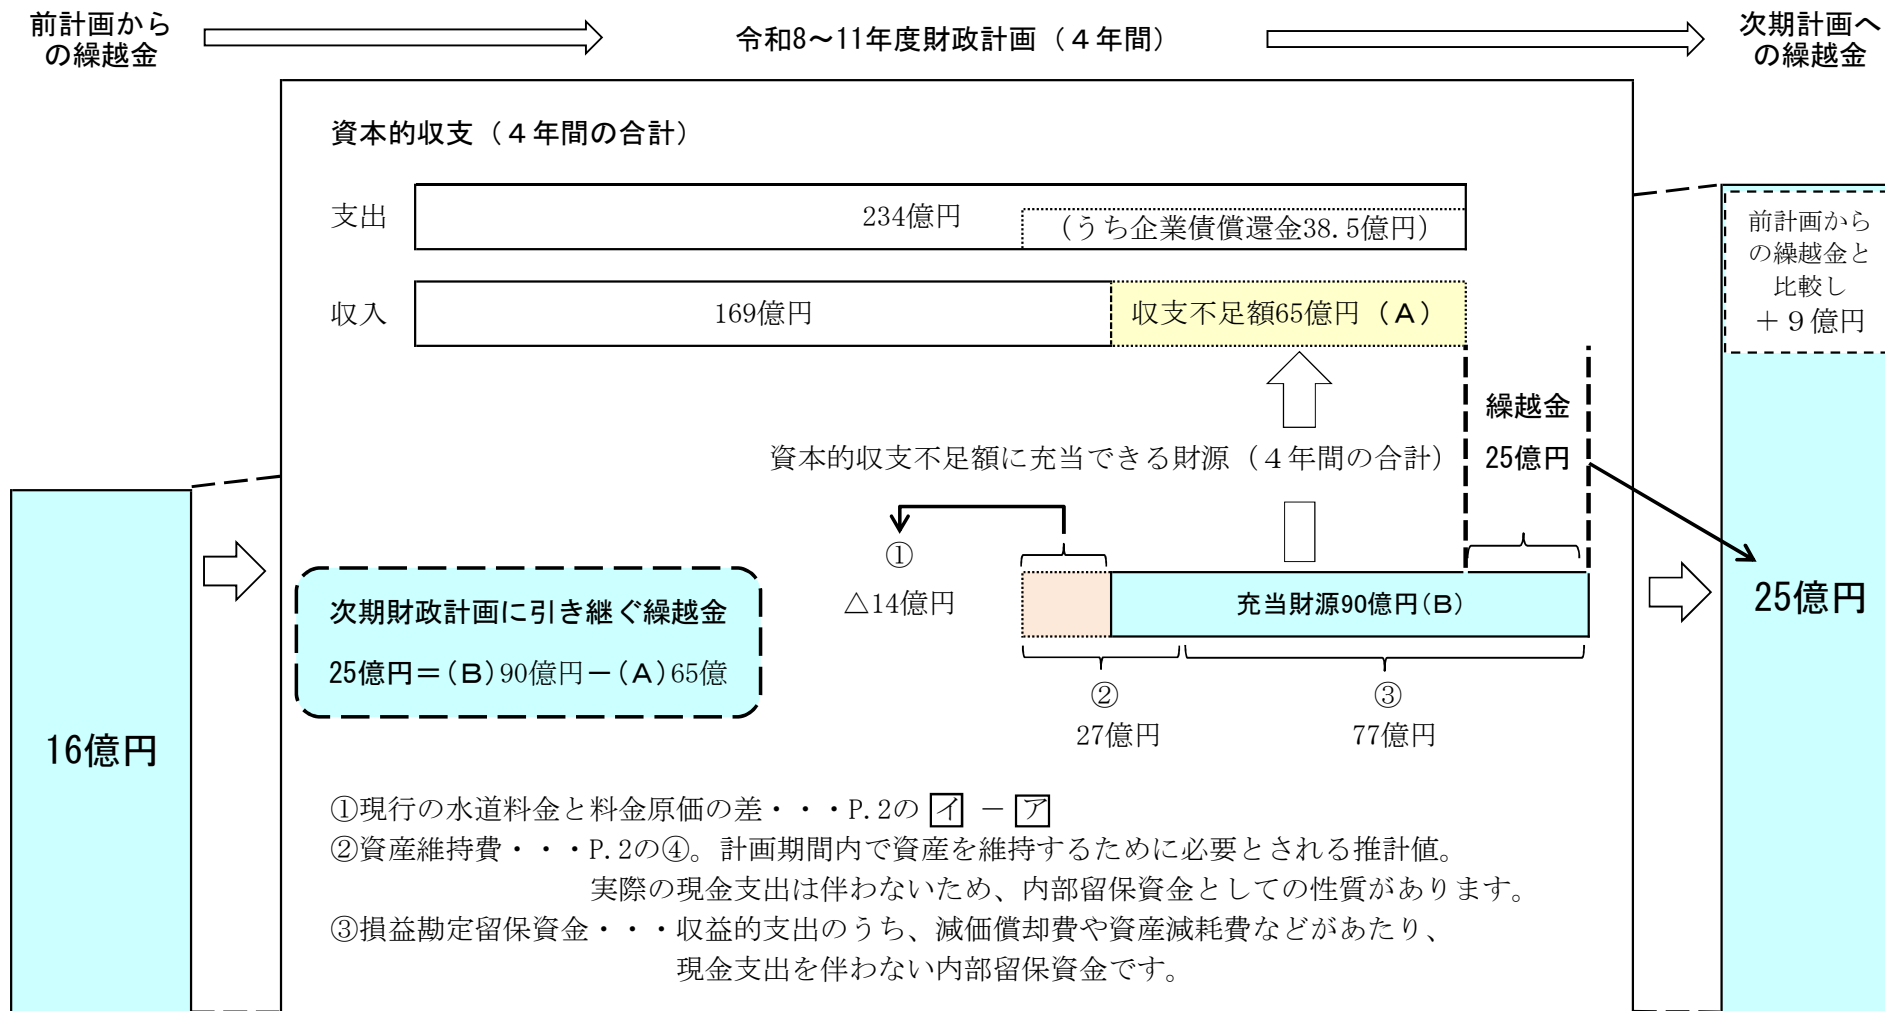 前計画から
の繰越金
令和8～11年度財政計画（４年間）
次期計画へ
の繰越金
資本的収支（４年間の合計）
支出
234億円
（うち企業債償還金38.5億円）
収入
169億円
収支不足額65億円（Ａ）
前計画から
の繰越金と
比較し
＋９億円
繰越金
25億円
資本的収支不足額に充当できる財源（４年間の合計）
①
△14億円
充当財源90億円(Ｂ)
次期財政計画に引き継ぐ繰越金
25億円＝(Ｂ)90億円－(Ａ)65億
②
27億円
③
77億円
16億円
25億円
①現行の水道料金と料金原価の差・・・P.2の イ － ア
②資産維持費・・・P.2の④。計画期間内で資産を維持するために必要とされる推計値。
実際の現金支出は伴わないため、内部留保資金としての性質があります。
③損益勘定留保資金・・・収益的支出のうち、減価償却費や資産減耗費などがあたり、
現金支出を伴わない内部留保資金です。